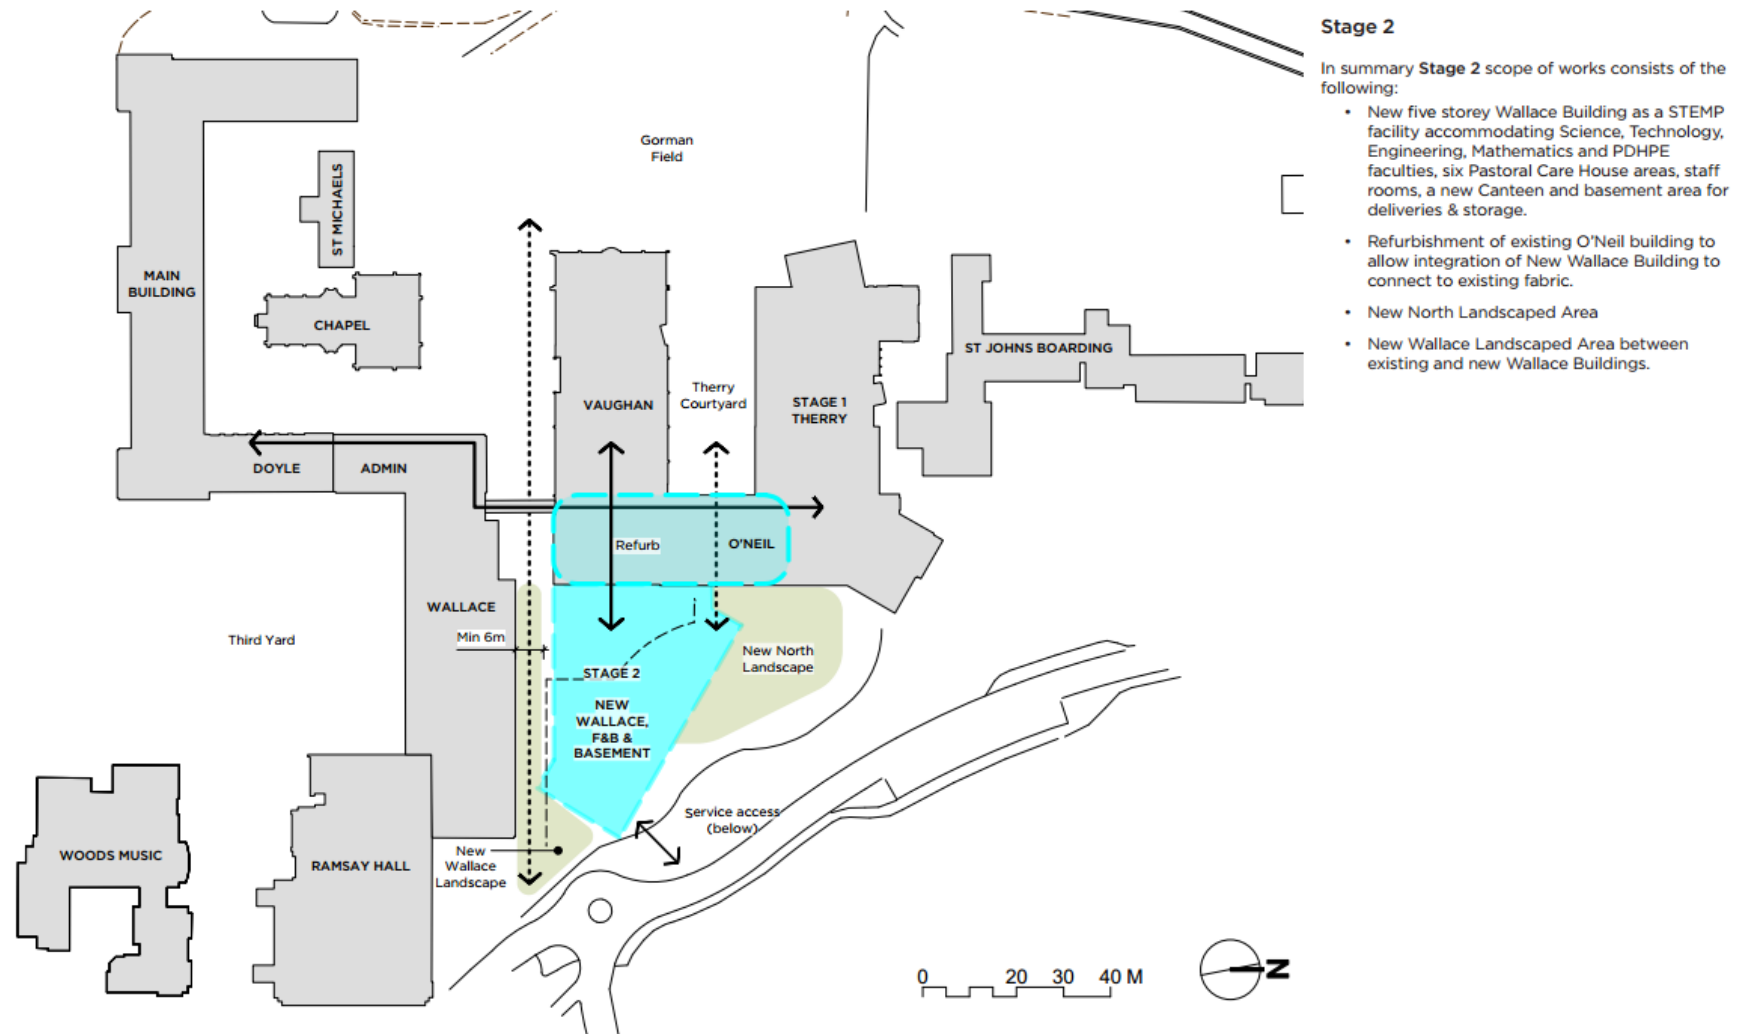 Stage 2
In summary Stage 2 scope of works consists of the
following:
• New five storey Wallace Building as a STEMP
facility accommodating Science, Technology,
Engineering, Mathematics and PDHPE
faculties, six Pastoral Care House areas, staff
rooms, a new Canteen and basement area for
deliveries & storage.
• Refurbishment of existing O'Neil building to
allow integration of New Wallace Building to
connect to existing fabric.
• New North Landscaped Area
• New Wallace Landscaped Area between
existing and new Wallace Buildings.
Gorman
Field
ST MICHAELS
MAIN
BUILDING
CHAPEL
ST JOHNS BOARDING
VAUGHAN
Therry
Courtyard
STAGE 1
THERRY
DOYLE
ADMIN
Refurb
O'NEIL
WALLACE
Third Yard
Min 6m
New North
Landscape
STAGE 2
NEW
WALLACE,
F&B &
BASEMENT
Service access
(below)
New
Wallace
Landscape
WOODS MUSIC
RAMSAY HALL
0 20 30 40 M
N